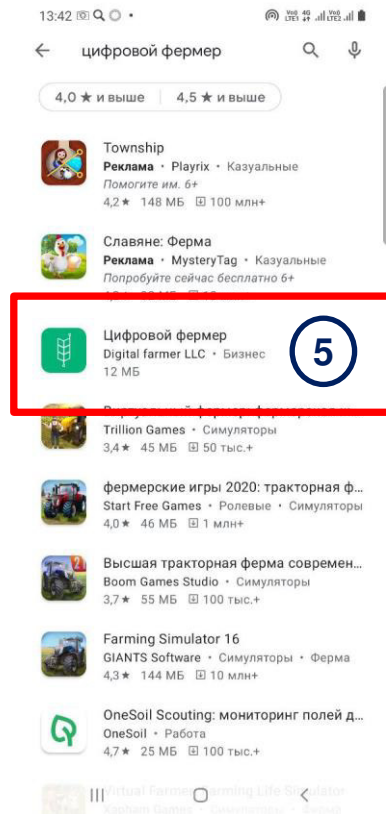 13:42
цифровой фермер
4,0 ★ и выше
4,5 ★ и выше
Township
Реклама • Playrix • Казуальные
Помогите им. 6+
4,2 ★ 148 МБ 100 млн+
Славяне: Ферма
Реклама • MysteryTag • Казуальные
Попробуйте сейчас бесплатно 6+
Цифровой фермер
Digital farmer LLC • Бизнес
12 МБ
5
Trillion Games • Симуляторы
3,4 ★ 45 МБ 50 тыс.+
фермерские игры 2020: тракторная ф...
Start Free Games • Ролевые • Симуляторы
4,0 ★ 46 МБ 1 млн+
Высшая тракторная ферма современ...
Boom Games Studio • Симуляторы
3,7 ★ 55 МБ 100 тыс.+
Farming Simulator 16
GIANTS Software • Симуляторы • Ферма
4,3 ★ 144 МБ 10 млн+
OneSoil Scouting: мониторинг полей д...
OneSoil • Работа
4,7 ★ 25 МБ 100 тыс.+
Virtual Farmer Farming Life Simulator